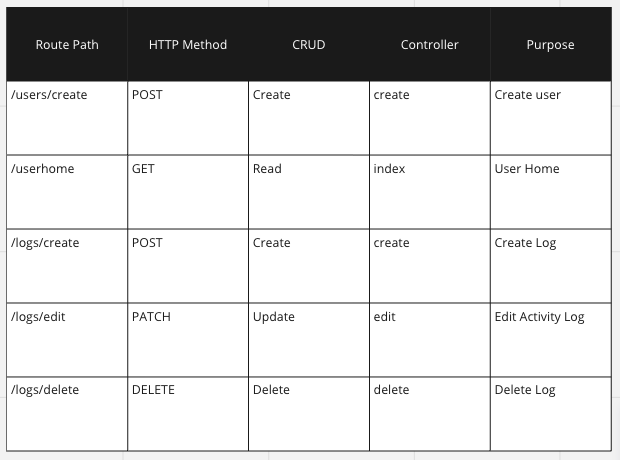 Route Path HTTP Method CRUD Controller Purpose
/users/create POST Create create Create user
/userhome GET Read index User Home
/logs/create POST Create create Create Log
/logs/edit PATCH Update edit Edit Activity Log
/logs/delete DELETE Delete delete Delete Log